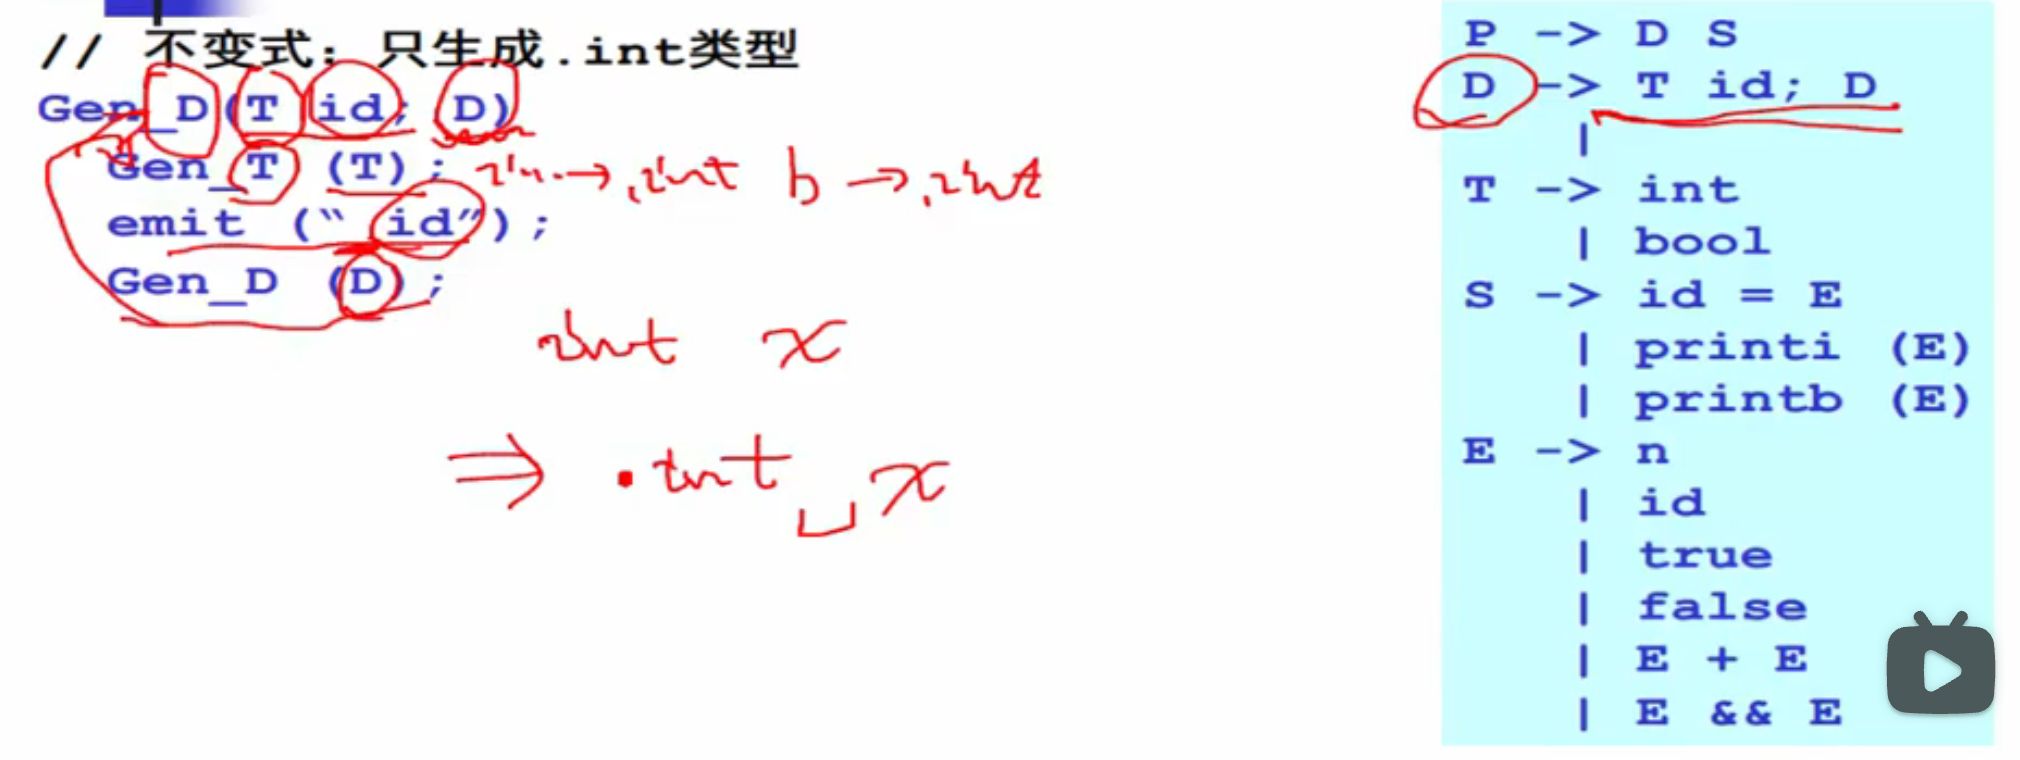 // 不变式：只生成.int类型
Gen_D(T id; D)
Gen_T (T);
→ .int b → .int
emit (“ id”);
Gen_D (D);
int x
⇒ .int␣x
P -> D S
D -> T id; D
|
T -> int
| bool
S -> id = E
| printi (E)
| printb (E)
E -> n
| id
| true
| false
| E + E
| E && E